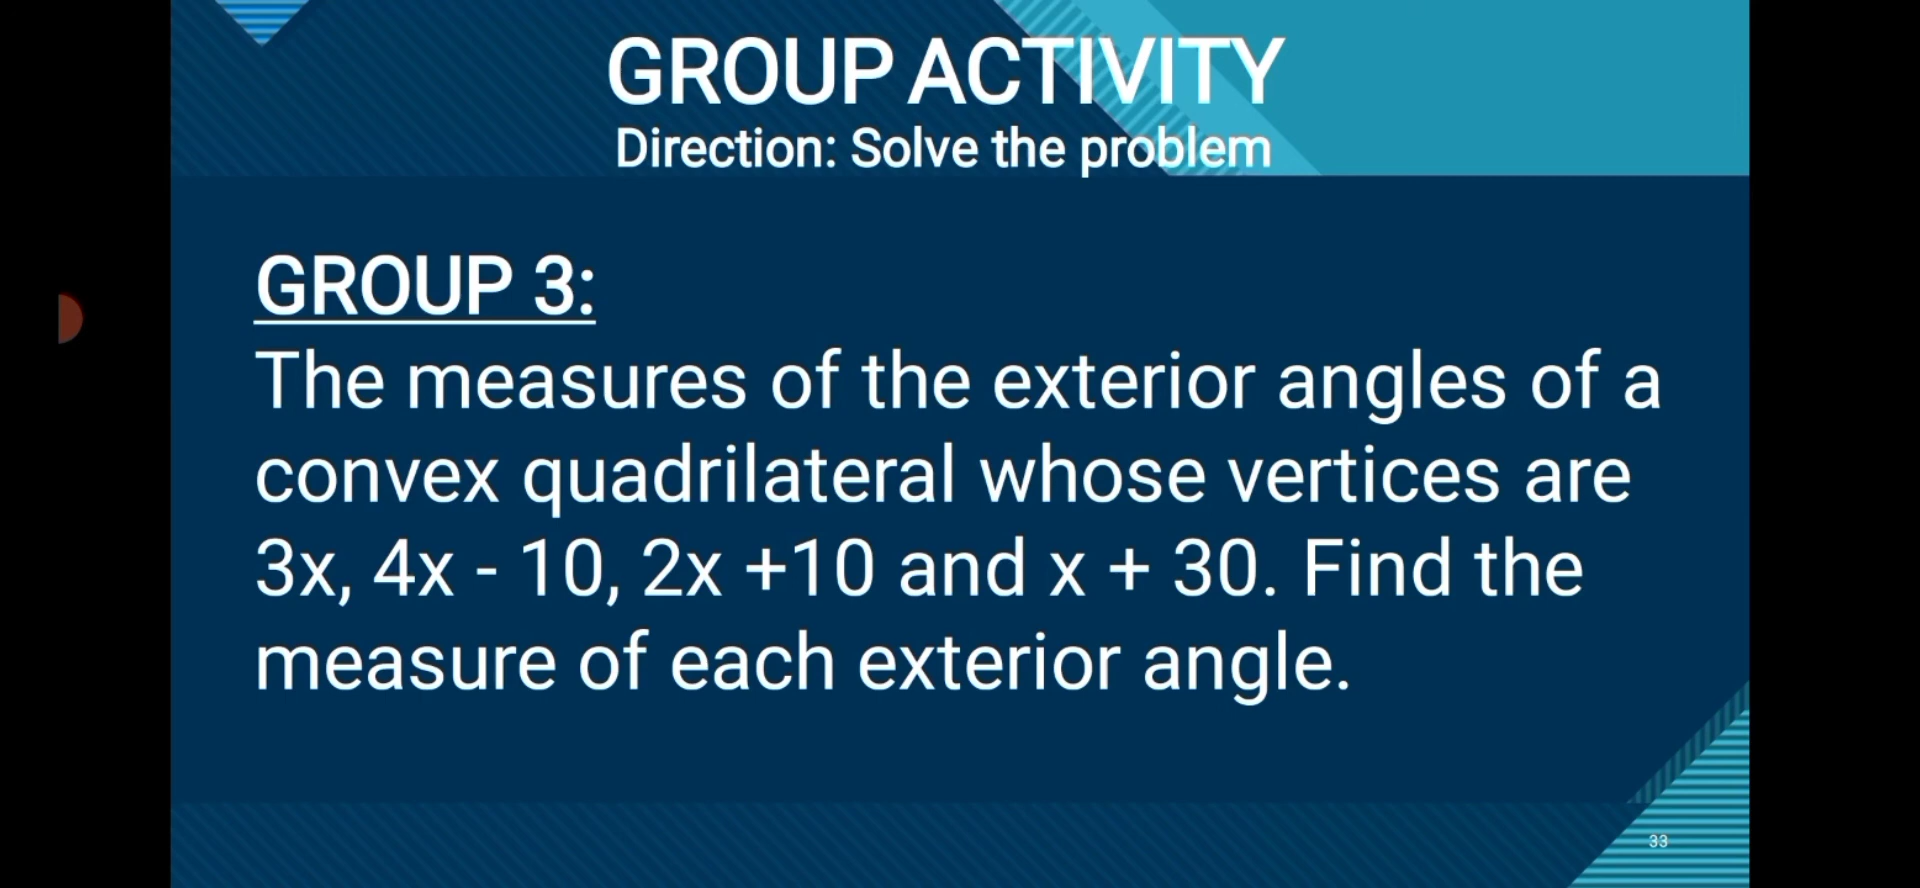 GROUP ACTIVITY
Direction: Solve the problem
GROUP 3:
The measures of the exterior angles of a
convex quadrilateral whose vertices are
3x, 4x - 10, 2x +10 and x + 30. Find the
measure of each exterior angle.
33